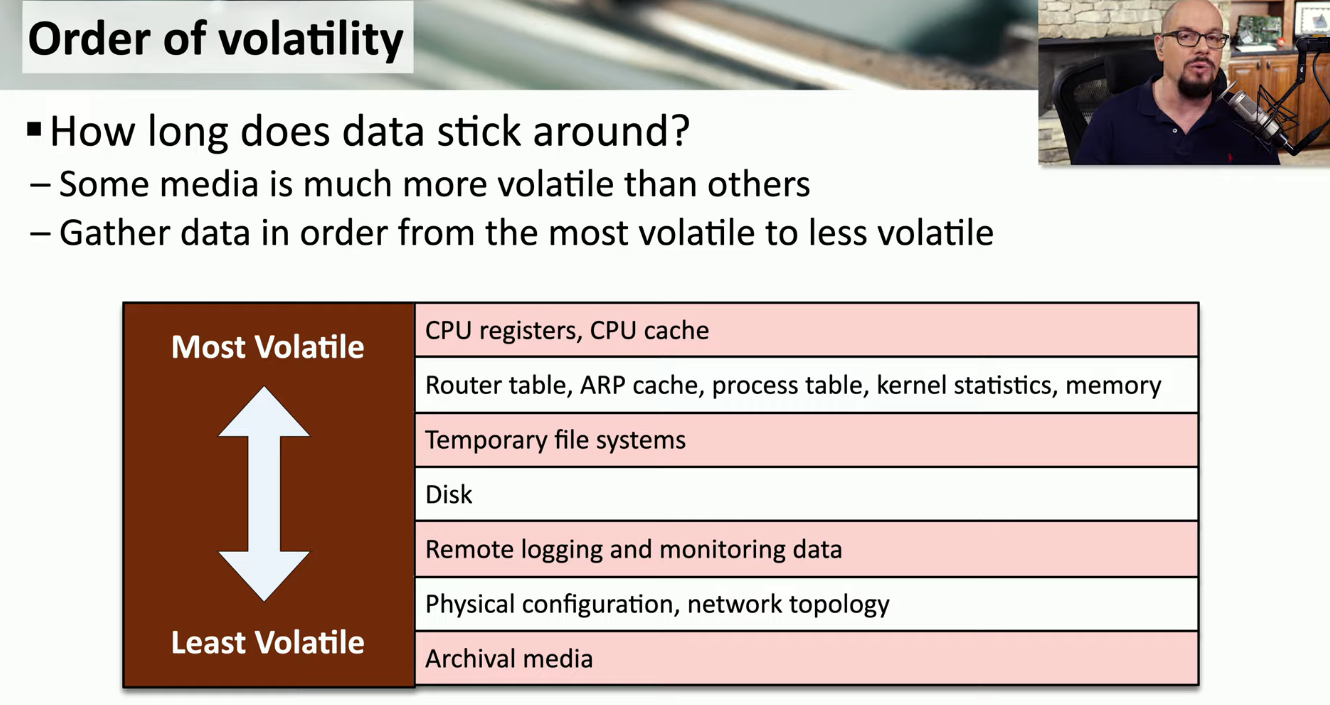 Order of volatility
▪ How long does data stick around?
– Some media is much more volatile than others
– Gather data in order from the most volatile to less volatile
Most Volatile
CPU registers, CPU cache
Router table, ARP cache, process table, kernel statistics, memory
Temporary file systems
Disk
Remote logging and monitoring data
Physical configuration, network topology
Least Volatile
Archival media